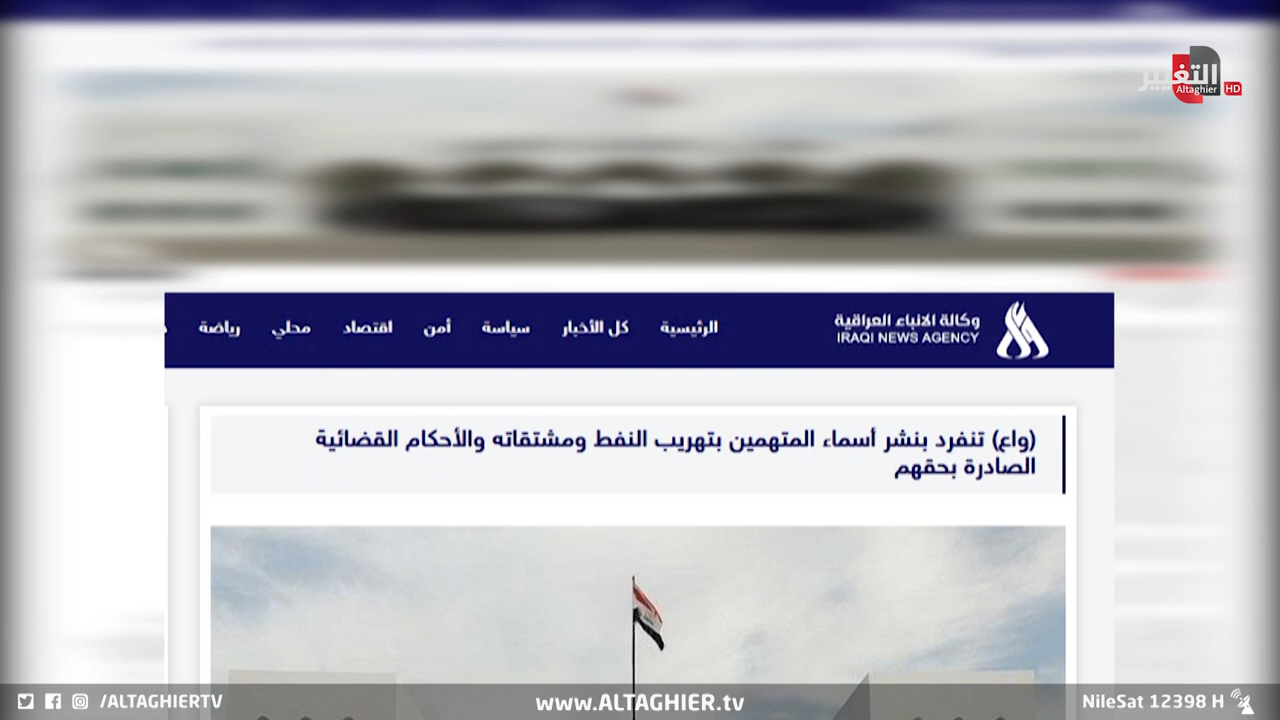 التغيير
Altaghier HD
وكالة الانباء العراقية
IRAQI NEWS AGENCY
الرئيسية كل الأخبار سياسة أمن اقتصاد محلي رياضة
(واع) تنفرد بنشر أسماء المتهمين بتهريب النفط ومشتقاته والأحكام القضائية
الصادرة بحقهم
/ALTAGHIERTV www.ALTAGHIER.tv NileSat 12398 H